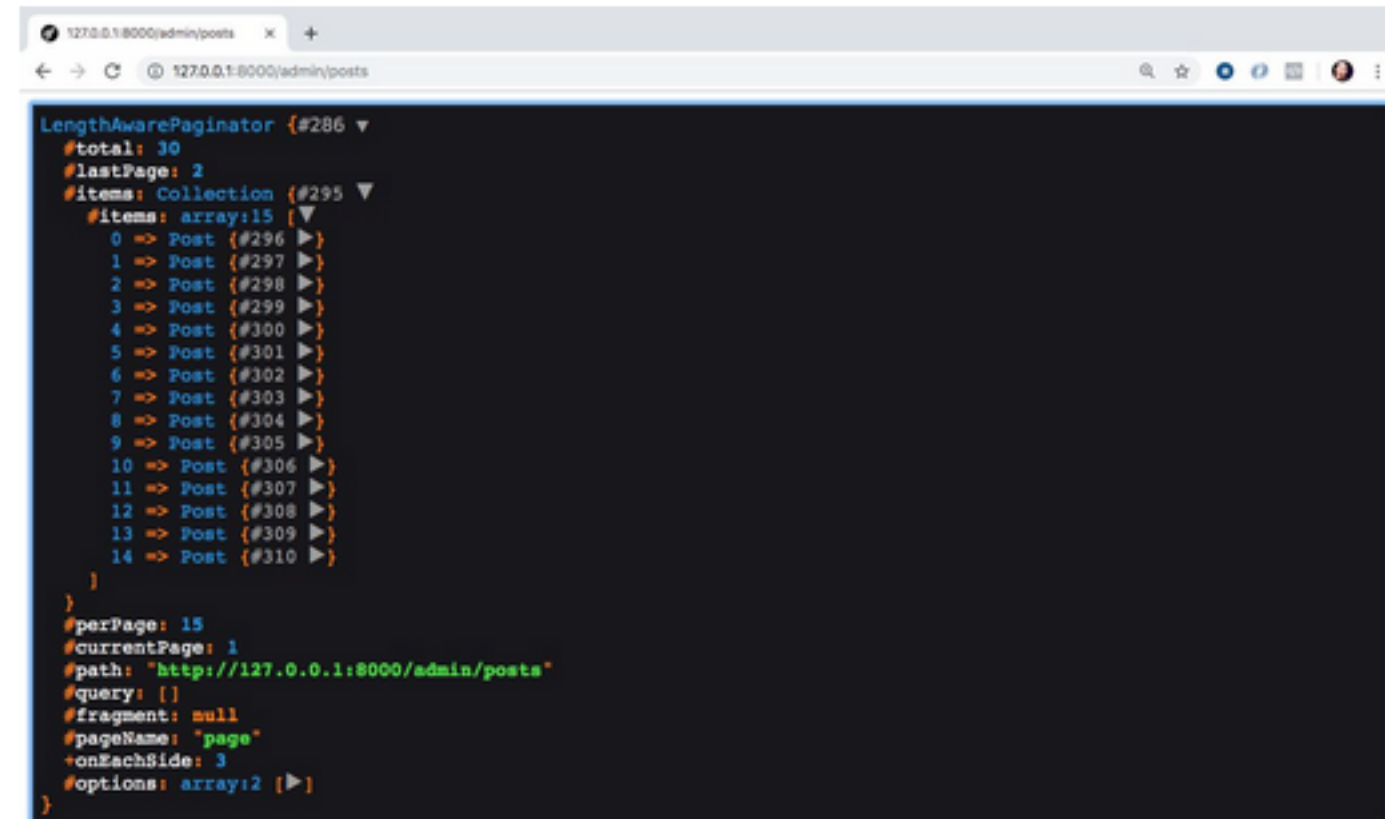 127.0.0.1:8000/admin/posts
127.0.0.1:8000/admin/posts
LengthAwarePaginator {#286 ▼
  #total: 30
  #lastPage: 2
  #items: Collection {#295 ▼
    #items: array:15 [▼
      0 => Post {#296 ▶}
      1 => Post {#297 ▶}
      2 => Post {#298 ▶}
      3 => Post {#299 ▶}
      4 => Post {#300 ▶}
      5 => Post {#301 ▶}
      6 => Post {#302 ▶}
      7 => Post {#303 ▶}
      8 => Post {#304 ▶}
      9 => Post {#305 ▶}
      10 => Post {#306 ▶}
      11 => Post {#307 ▶}
      12 => Post {#308 ▶}
      13 => Post {#309 ▶}
      14 => Post {#310 ▶}
    ]
  }
  #perPage: 15
  #currentPage: 1
  #path: "http://127.0.0.1:8000/admin/posts"
  #query: []
  #fragment: null
  #pageName: "page"
  +onEachSide: 3
  #options: array:2 [▶]
}